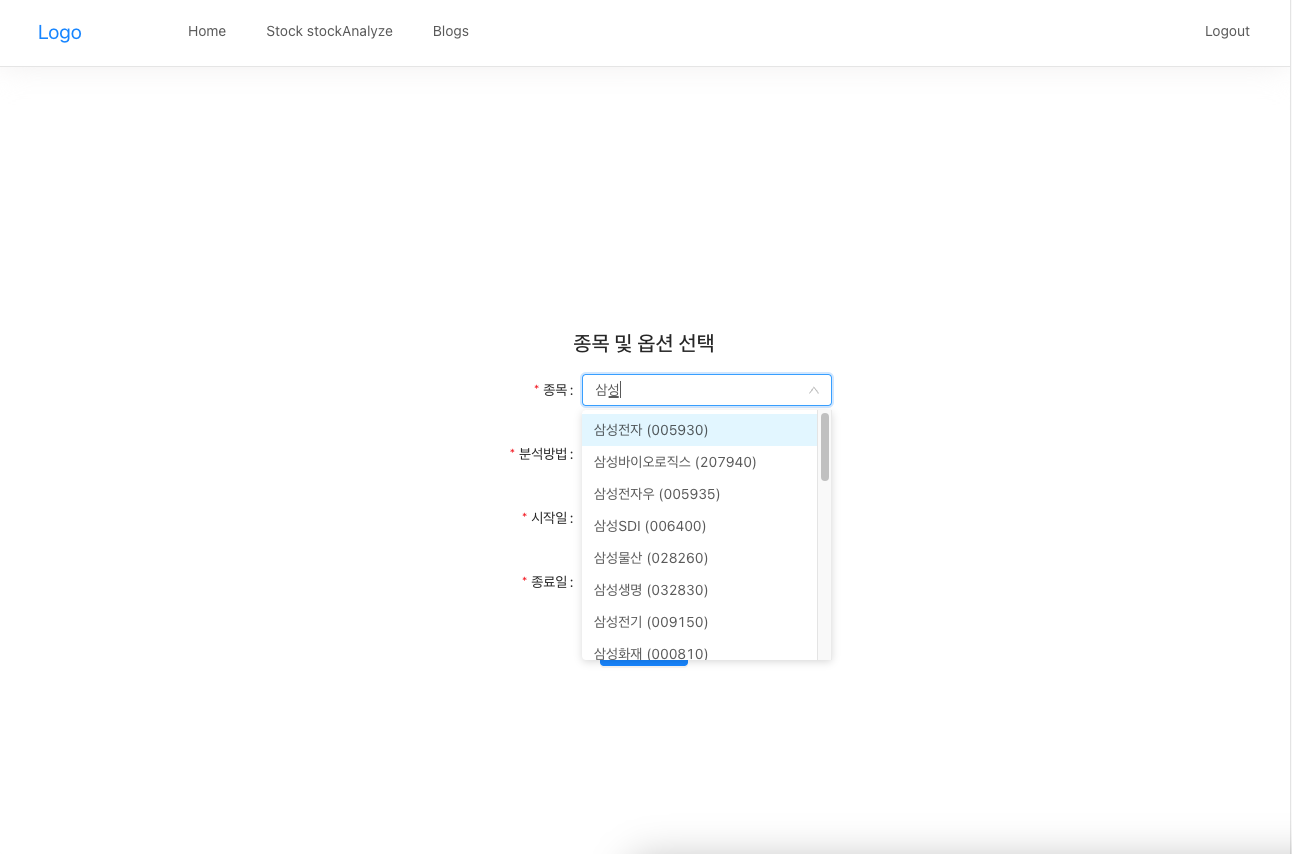 Logo Home Stock stockAnalyze Blogs Logout
종목 및 옵션 선택
* 종목 : 삼성
삼성전자 (005930)
* 분석방법 :
삼성바이오로직스 (207940)
삼성전자우 (005935)
* 시작일 :
삼성SDI (006400)
삼성물산 (028260)
* 종료일 :
삼성생명 (032830)
삼성전기 (009150)
삼성화재 (000810)